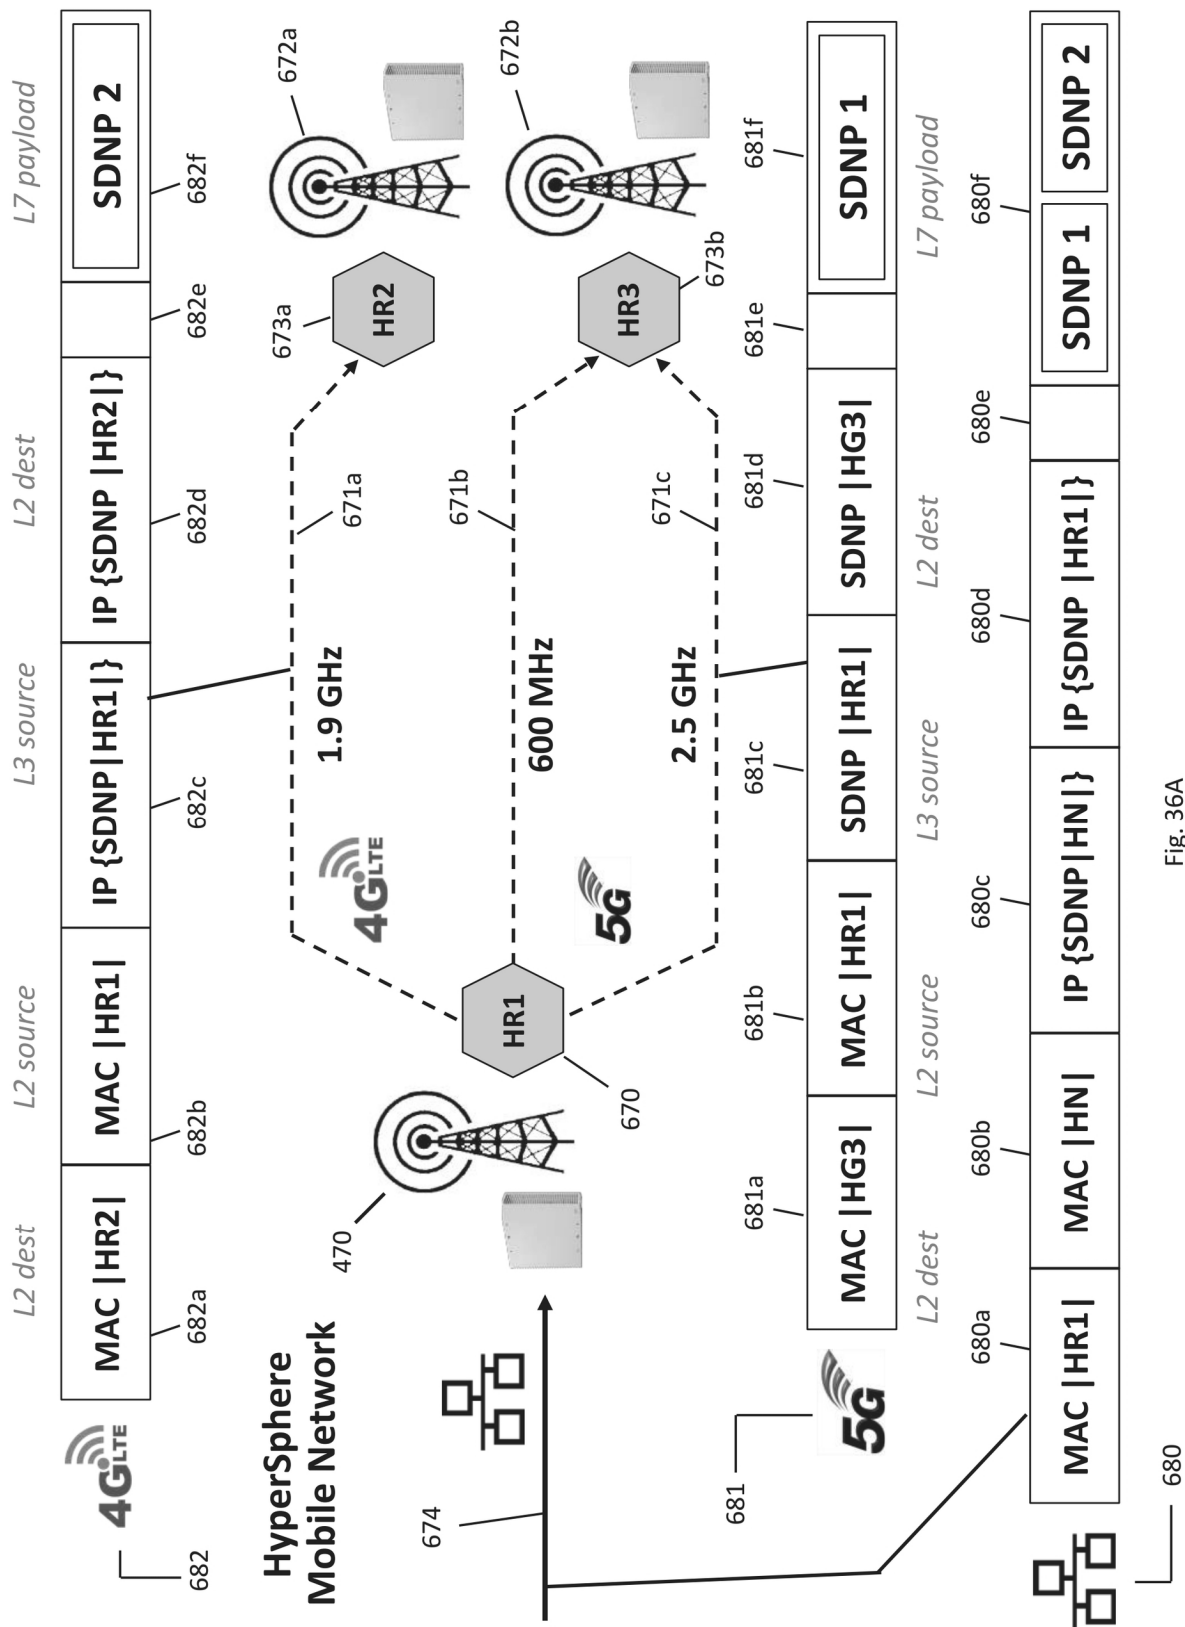 L2 dest
L2 source
L3 source
L2 dest
L7 payload
4G LTE
MAC |HR2|
MAC |HR1|
IP {SDNP|HR1|}
IP {SDNP |HR2|}
SDNP 2
682
682a
682b
682c
682d
682e
682f
HyperSphere
Mobile Network
470
4G LTE
1.9 GHz
671a
673a
HR2
672a
674
HR1
670
600 MHz
671b
5G
2.5 GHz
671c
HR3
673b
672b
681
5G
681a
681b
681c
681d
681e
681f
MAC |HG3|
MAC |HR1|
SDNP |HR1|
SDNP |HG3|
SDNP 1
L2 dest
L2 source
L3 source
L2 dest
L7 payload
680a
680b
680c
680d
680e
680f
MAC |HR1|
MAC |HN|
IP {SDNP|HN|}
IP {SDNP |HR1|}
SDNP 1
SDNP 2
680
Fig. 36A